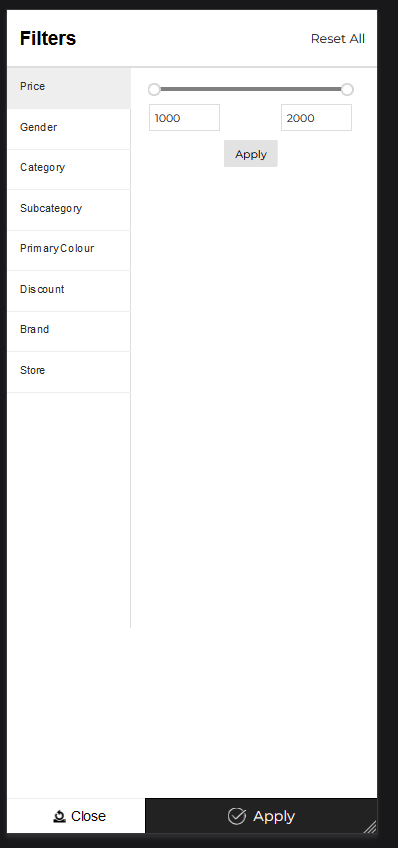 Filters
Reset All
Price
Gender
Category
Subcategory
PrimaryColour
Discount
Brand
Store
1000
2000
Apply
Close
Apply